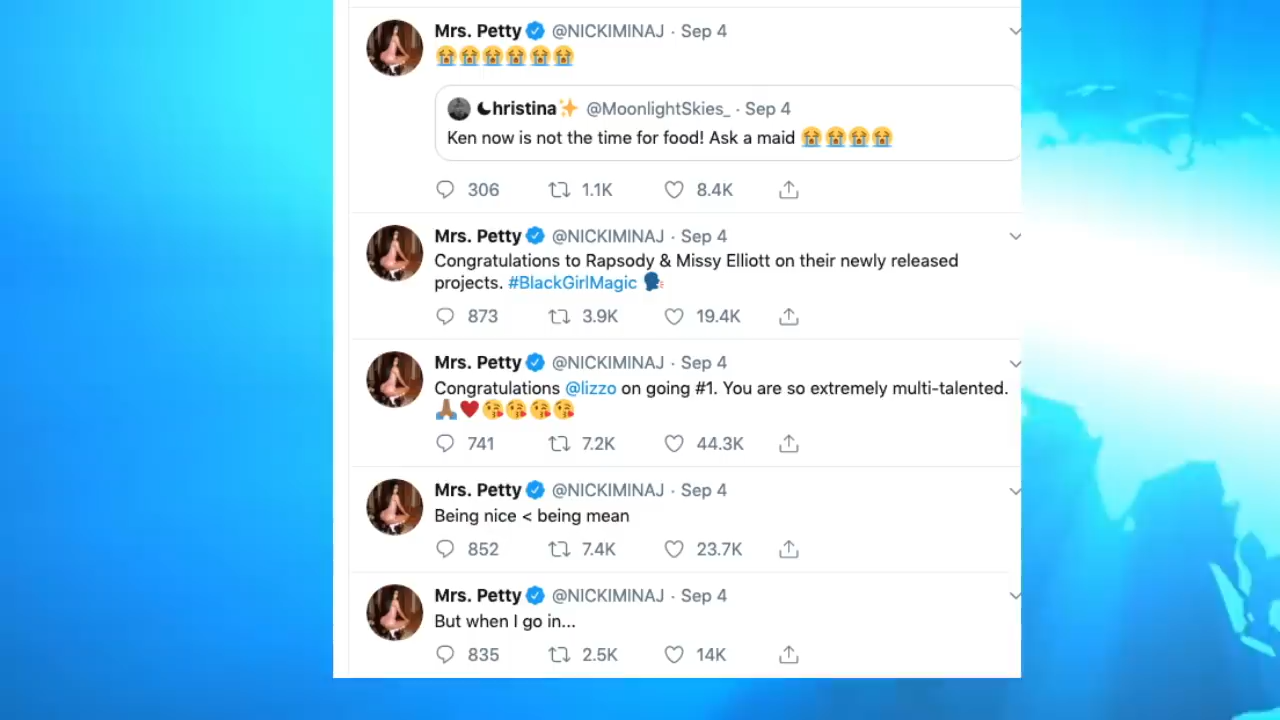 Mrs. Petty @NICKIMINAJ · Sep 4
😭😭😭😭😭😭
☾hristina✨ @MoonlightSkies_ · Sep 4
Ken now is not the time for food! Ask a maid 😭😭😭😭
306 1.1K 8.4K
Mrs. Petty @NICKIMINAJ · Sep 4
Congratulations to Rapsody & Missy Elliott on their newly released
projects. #BlackGirlMagic 🗣
873 3.9K 19.4K
Mrs. Petty @NICKIMINAJ · Sep 4
Congratulations @lizzo on going #1. You are so extremely multi-talented.
🙏🏾♥️😘😘😘😘
741 7.2K 44.3K
Mrs. Petty @NICKIMINAJ · Sep 4
Being nice < being mean
852 7.4K 23.7K
Mrs. Petty @NICKIMINAJ · Sep 4
But when I go in...
835 2.5K 14K